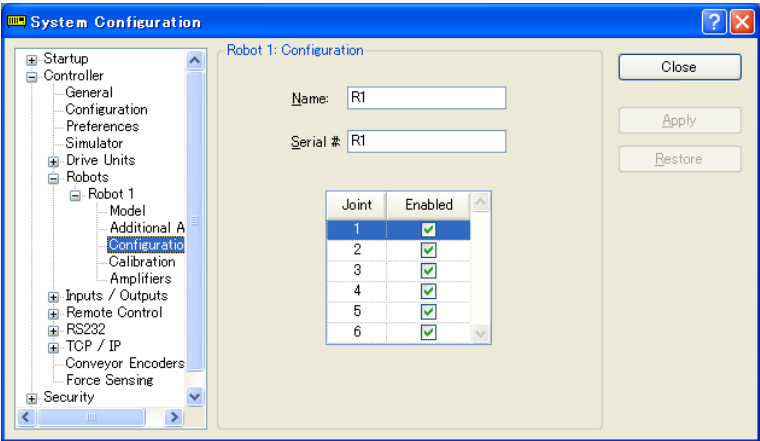 System Configuration
Startup
Controller
General
Configuration
Preferences
Simulator
Drive Units
Robots
Robot 1
Model
Additional A
Configuratio
Calibration
Amplifiers
Inputs / Outputs
Remote Control
RS232
TCP / IP
Conveyor Encoders
Force Sensing
Security
Robot 1: Configuration
Name: R1
Serial # R1
Joint Enabled
1
2
3
4
5
6
Close
Apply
Restore